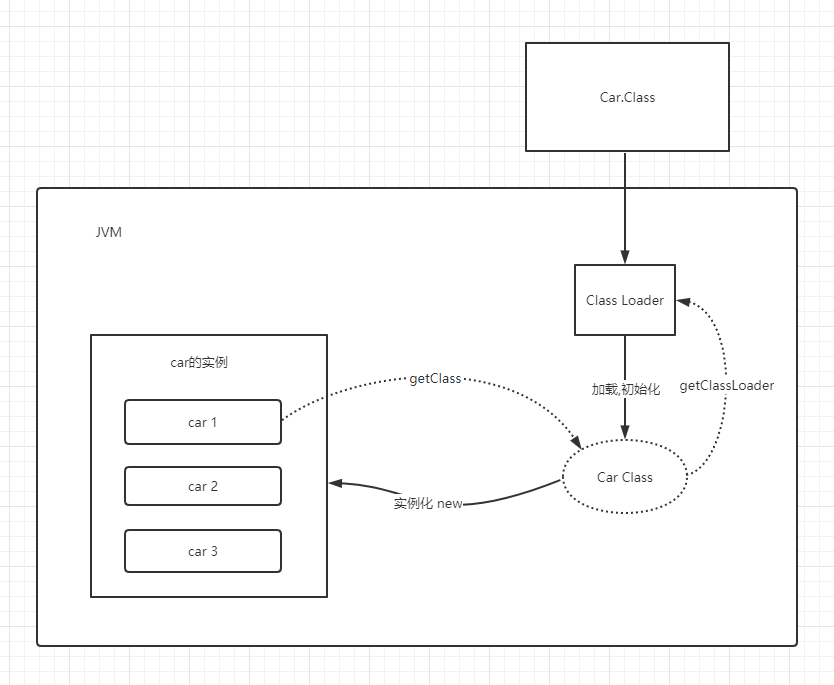 Car.Class
JVM
Class Loader
car的实例
getClass
加载,初始化
getClassLoader
car 1
Car Class
car 2
实例化 new
car 3